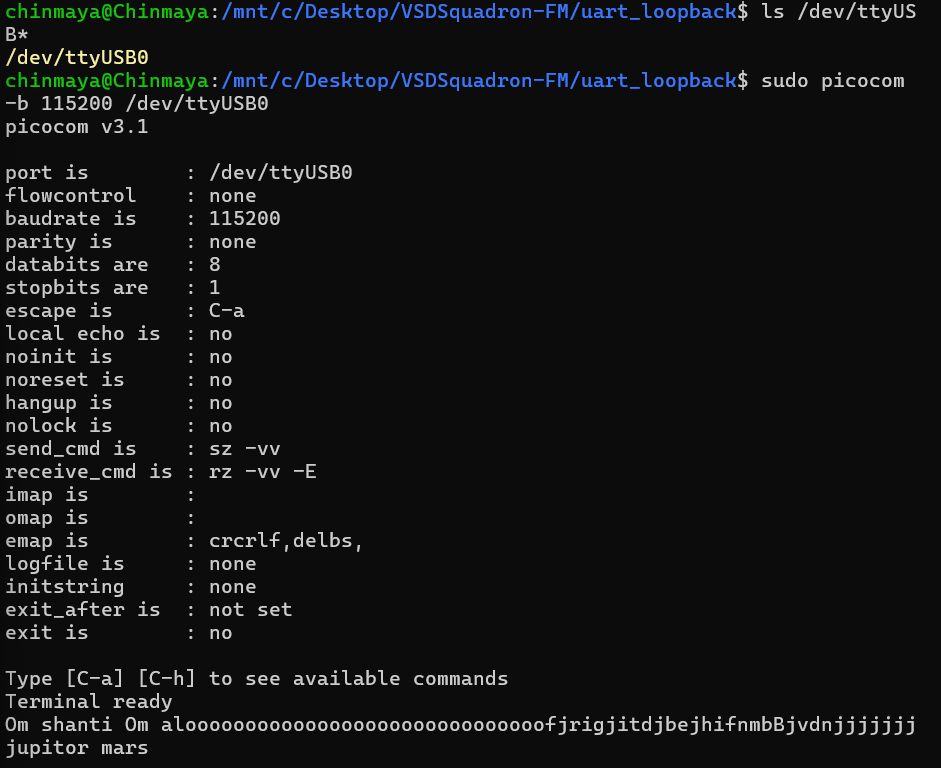 chinmaya@Chinmaya:/mnt/c/Desktop/VSDSquadron-FM/uart_loopback$ ls /dev/ttyUS
B*
/dev/ttyUSB0
chinmaya@Chinmaya:/mnt/c/Desktop/VSDSquadron-FM/uart_loopback$ sudo picocom
-b 115200 /dev/ttyUSB0
picocom v3.1

port is        : /dev/ttyUSB0
flowcontrol    : none
baudrate is    : 115200
parity is      : none
databits are   : 8
stopbits are   : 1
escape is      : C-a
local echo is  : no
noinit is      : no
noreset is     : no
hangup is      : no
nolock is      : no
send_cmd is    : sz -vv
receive_cmd is : rz -vv -E
imap is        :
omap is        :
emap is        : crcrlf,delbs,
logfile is     : none
initstring     : none
exit_after is  : not set
exit is        : no

Type [C-a] [C-h] to see available commands
Terminal ready
Om shanti Om aloooooooooooooooooooooooooooooofjrigjitdjbejhifnmbBjvdnjjjjjjj
jupitor mars